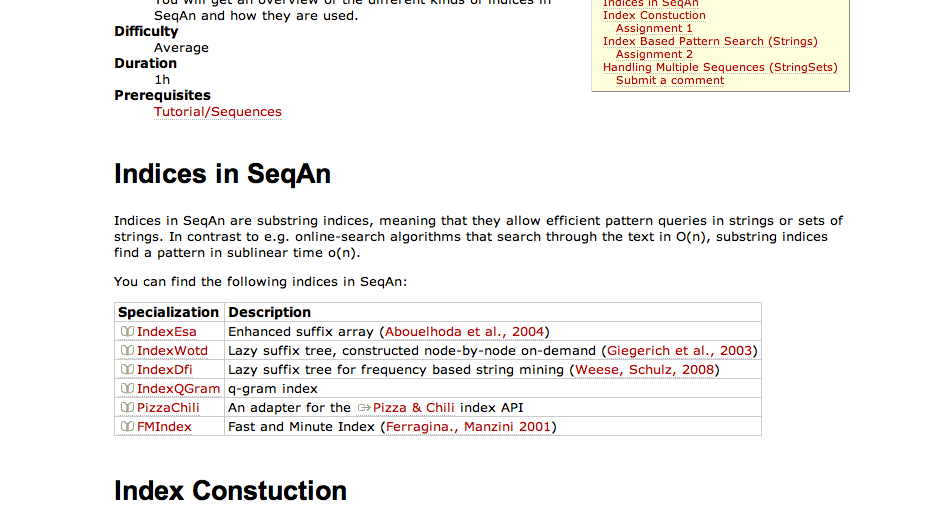 You will get an overview of the different kinds of indices in
SeqAn and how they are used.
Difficulty
Average
Duration
1h
Prerequisites
Tutorial/Sequences
Indices in SeqAn
Index Constuction
Assignment 1
Index Based Pattern Search (Strings)
Assignment 2
Handling Multiple Sequences (StringSets)
Submit a comment
Indices in SeqAn
Indices in SeqAn are substring indices, meaning that they allow efficient pattern queries in strings or sets of
strings. In contrast to e.g. online-search algorithms that search through the text in O(n), substring indices
find a pattern in sublinear time o(n).
You can find the following indices in SeqAn:
Specialization Description
IndexEsa Enhanced suffix array (Abouelhoda et al., 2004)
IndexWotd Lazy suffix tree, constructed node-by-node on-demand (Giegerich et al., 2003)
IndexDfi Lazy suffix tree for frequency based string mining (Weese, Schulz, 2008)
IndexQGram q-gram index
PizzaChili An adapter for the Pizza & Chili index API
FMIndex Fast and Minute Index (Ferragina., Manzini 2001)
Index Constuction